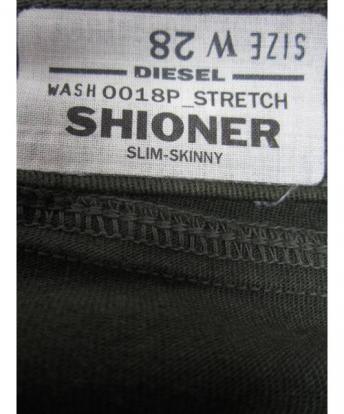 SIZE W 28
DIESEL
WASH 0018P_STRETCH
SHIONER
SLIM-SKINNY